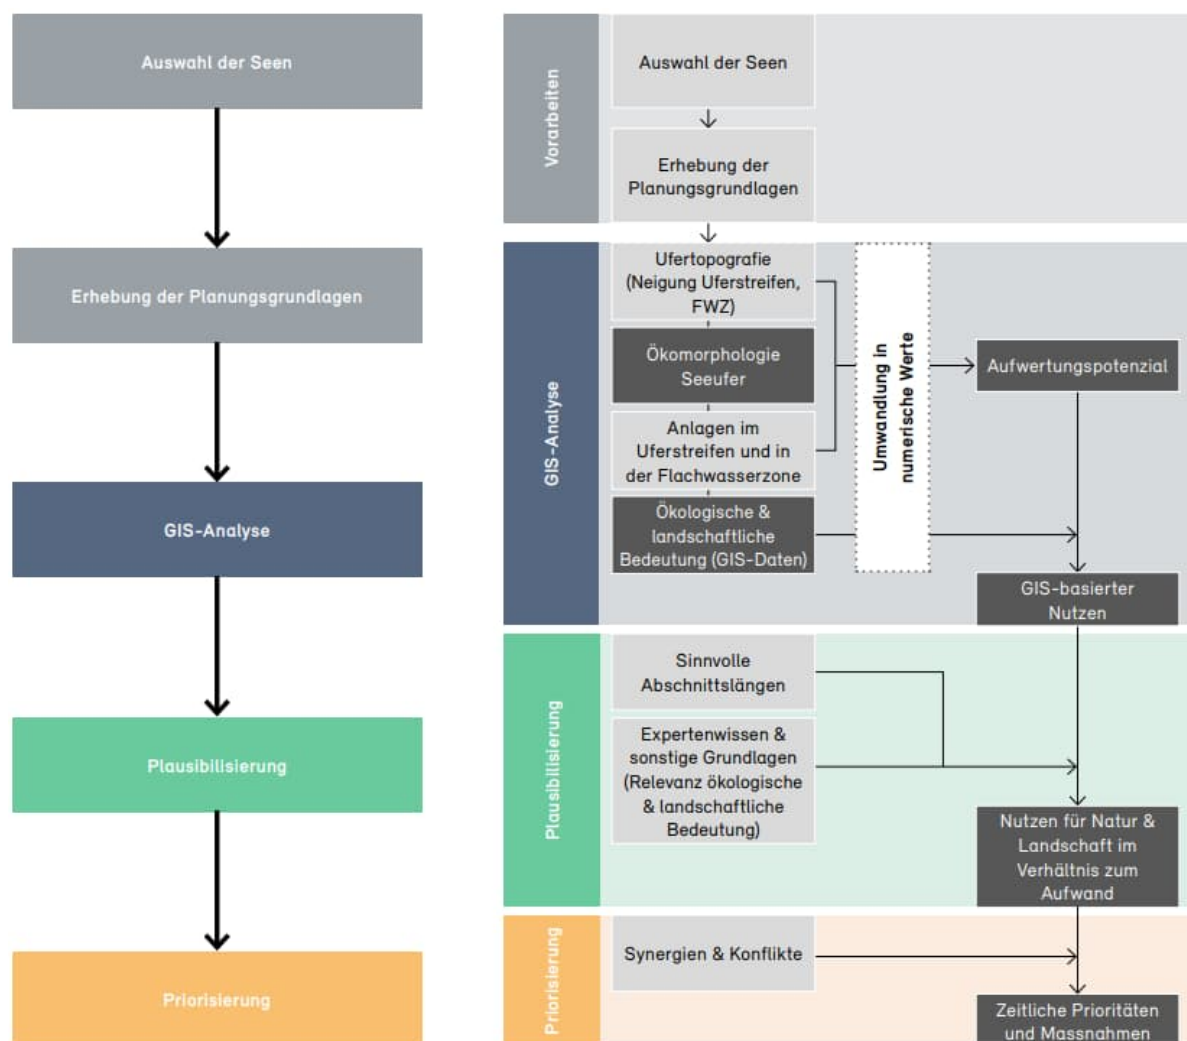 Auswahl der Seen
Erhebung der Planungsgrundlagen
GIS-Analyse
Plausibilisierung
Priorisierung
Vorarbeiten
Auswahl der Seen
Erhebung der
Planungsgrundlagen
GIS-Analyse
Ufertopografie
(Neigung Uferstreifen,
FWZ)
Ökomorphologie
Seeufer
Anlagen im
Uferstreifen und in
der Flachwasserzone
Ökologische &
landschaftliche
Bedeutung (GIS-Daten)
Umwandlung in
numerische Werte
Aufwertungspotenzial
GIS-basierter
Nutzen
Plausibilisierung
Sinnvolle
Abschnittslängen
Expertenwissen &
sonstige Grundlagen
(Relevanz ökologische
& landschaftliche
Bedeutung)
Nutzen für Natur &
Landschaft im
Verhältnis zum
Aufwand
Priorisierung
Synergien & Konflikte
Zeitliche Prioritäten
und Massnahmen